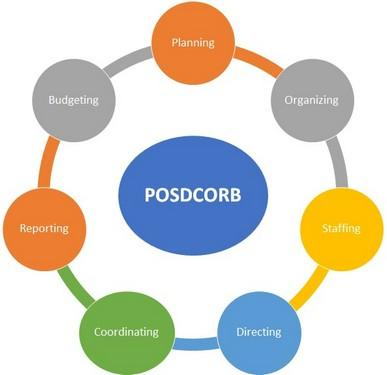 Planning
Organizing
Staffing
Directing
Coordinating
Reporting
Budgeting
POSDCORB